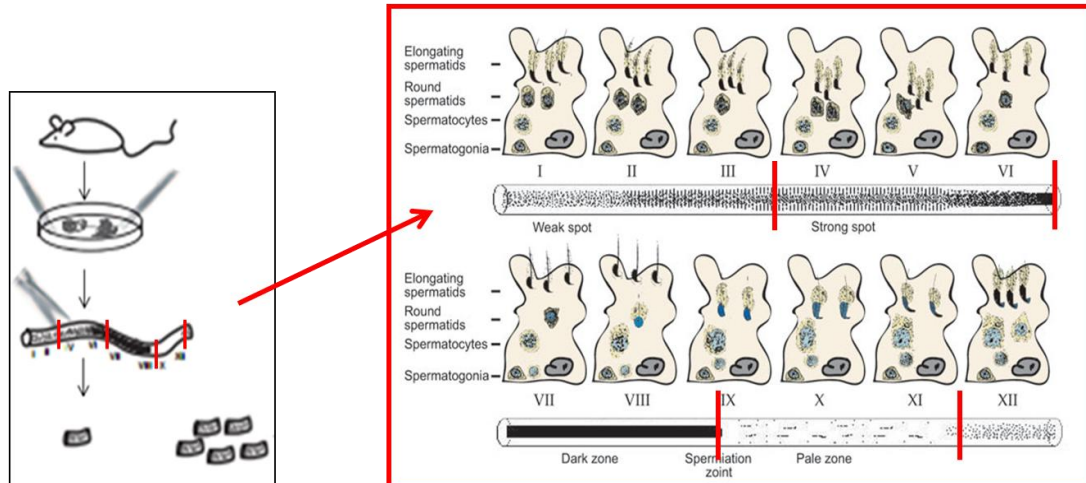 Elongating
spermatids
Round
spermatids
Spermatocytes
Spermatogonia
I II III IV V VI
Weak spot Strong spot
Elongating
spermatids
Round
spermatids
Spermatocytes
Spermatogonia
VII VIII IX X XI XII
Dark zone Spermiation Pale zone
zoint